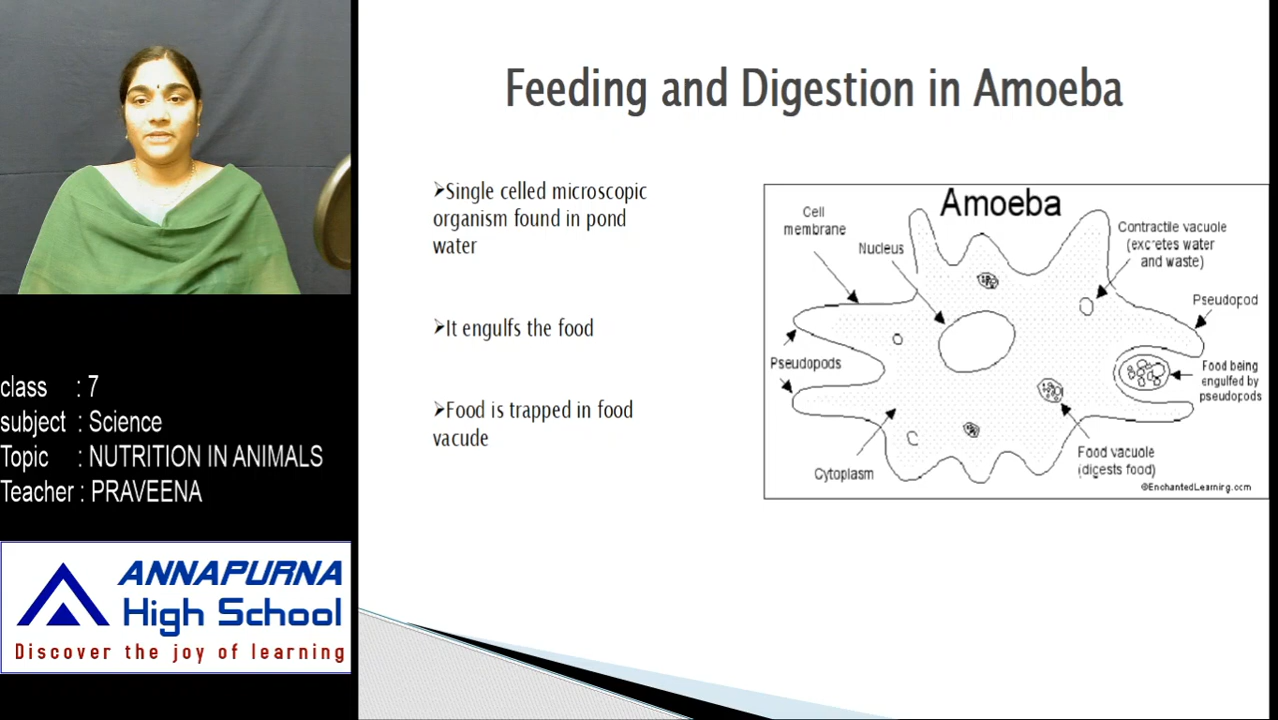 Feeding and Digestion in Amoeba
➤Single celled microscopic
organism found in pond
water
➤It engulfs the food
➤Food is trapped in food
vacude
Amoeba
Cell
membrane
Nucleus
Contractile vacuole
(excretes water
and waste)
Pseudopod
Pseudopods
Food being
engulfed by
pseudopods
Food vacuole
(digests food)
Cytoplasm
©EnchantedLearning.com
class : 7
subject : Science
Topic : NUTRITION IN ANIMALS
Teacher : PRAVEENA
ANNAPURNA
High School
Discover the joy of learning